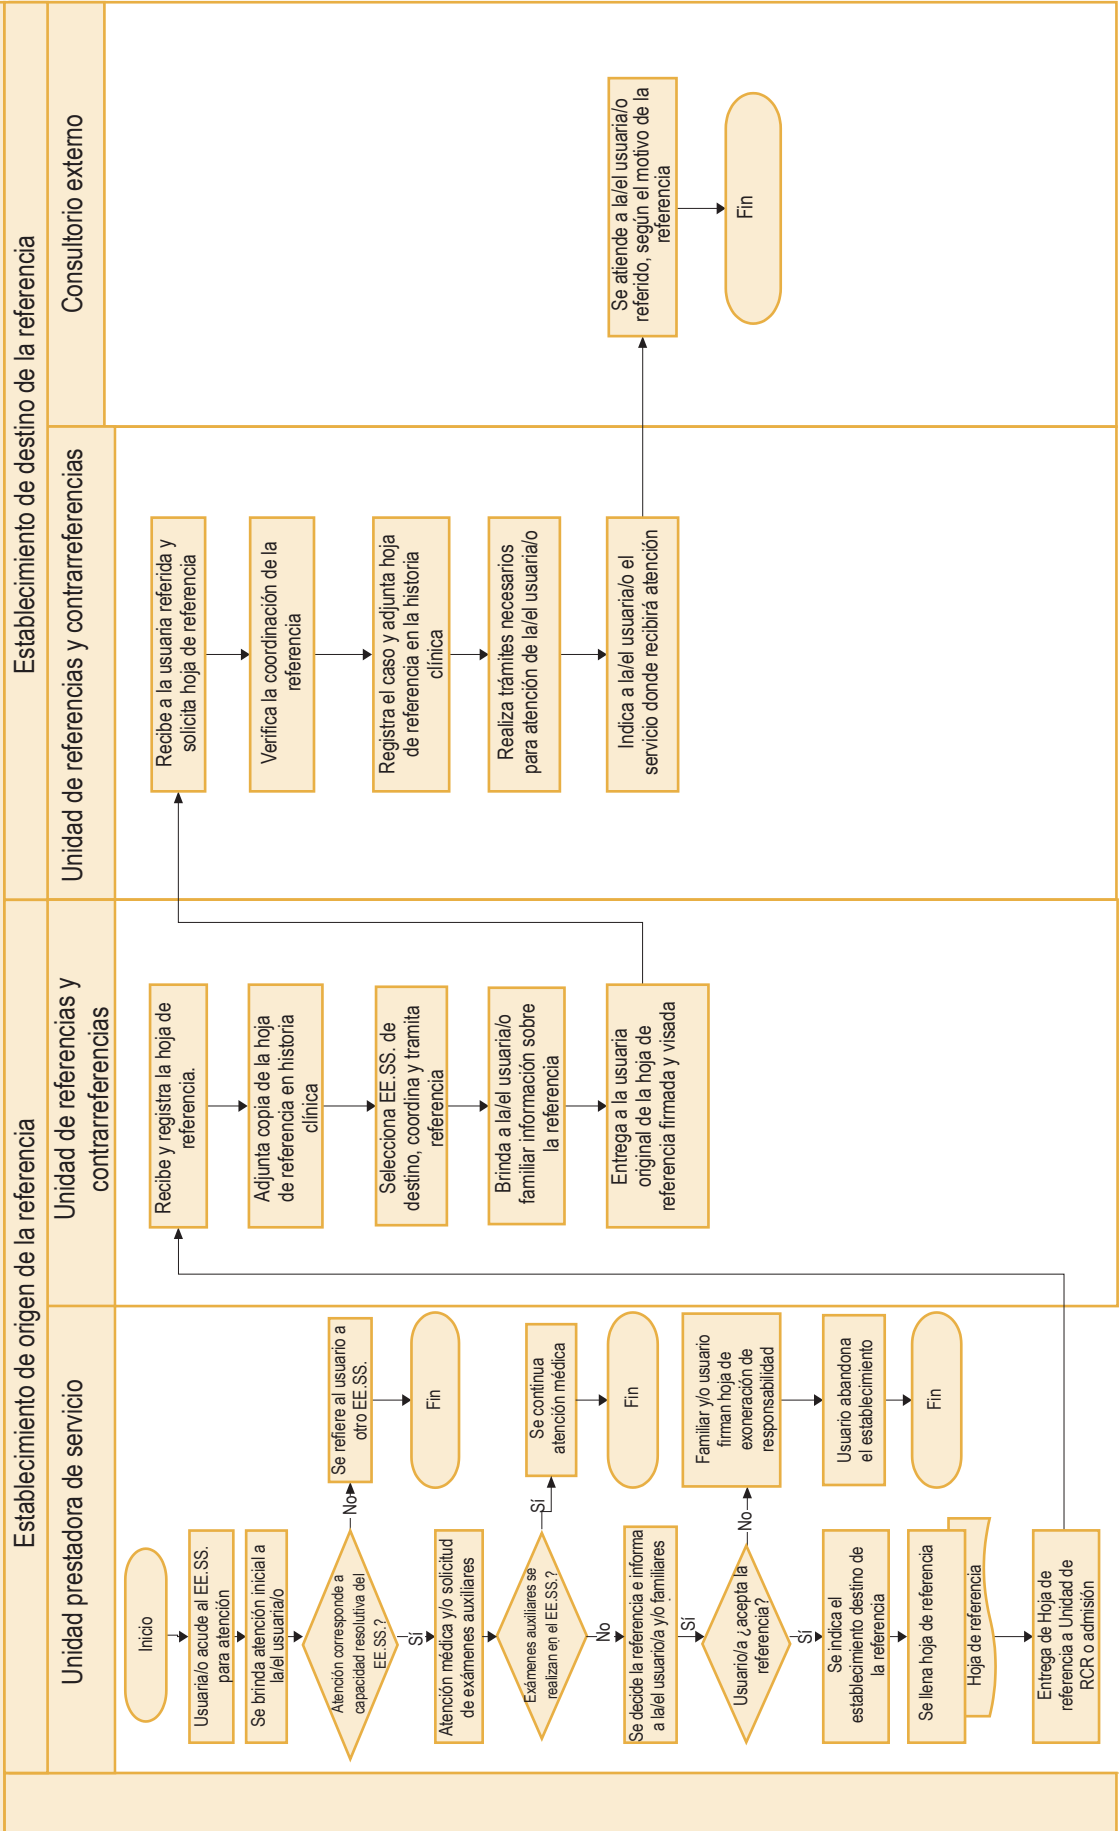 Establecimiento de origen de la referencia
Establecimiento de destino de la referencia
Unidad prestadora de servicio
Unidad de referencias y
contrarreferencias
Unidad de referencias y contrarreferencias
Consultorio externo
Inicio
Usuaria/o acude al EE.SS.
para atención
Se brinda atención inicial a
la/el usuaria/o
Atención corresponde a
capacidad resolutiva del
EE.SS.?
No
Se refiere al usuario a
otro EE.SS.
Fin
Sí
Atención médica y/o solicitud
de exámenes auxiliares
Exámenes auxiliares se
realizan en el EE.SS.?
Sí
Se continua
atención médica
Fin
No
Se decide la referencia e informa
a la/el usuario/a y/o familiares
Sí
Usuario/a ¿acepta la
referencia?
No
Familiar y/o usuario
firman hoja de
exoneración de
responsabilidad
Usuario abandona
el establecimiento
Fin
Sí
Se indica el
establecimiento destino de
la referencia
Se llena hoja de referencia
Hoja de referencia
Entrega de Hoja de
referencia a Unidad de
RCR o admisión
Recibe y registra la hoja de
referencia.
Adjunta copia de la hoja
de referencia en historia
clínica
Selecciona EE.SS. de
destino, coordina y tramita
referencia
Brinda a la/el usuaria/o
familiar información sobre
la referencia
Entrega a la usuaria
original de la hoja de
referencia firmada y visada
Recibe a la usuaria referida y
solicita hoja de referencia
Verifica la coordinación de la
referencia
Registra el caso y adjunta hoja
de referencia en la historia
clínica
Realiza trámites necesarios
para atención de la/el usuaria/o
Indica a la/el usuaria/o el
servicio donde recibirá atención
Se atiende a la/el usuaria/o
referido, según el motivo de la
referencia
Fin